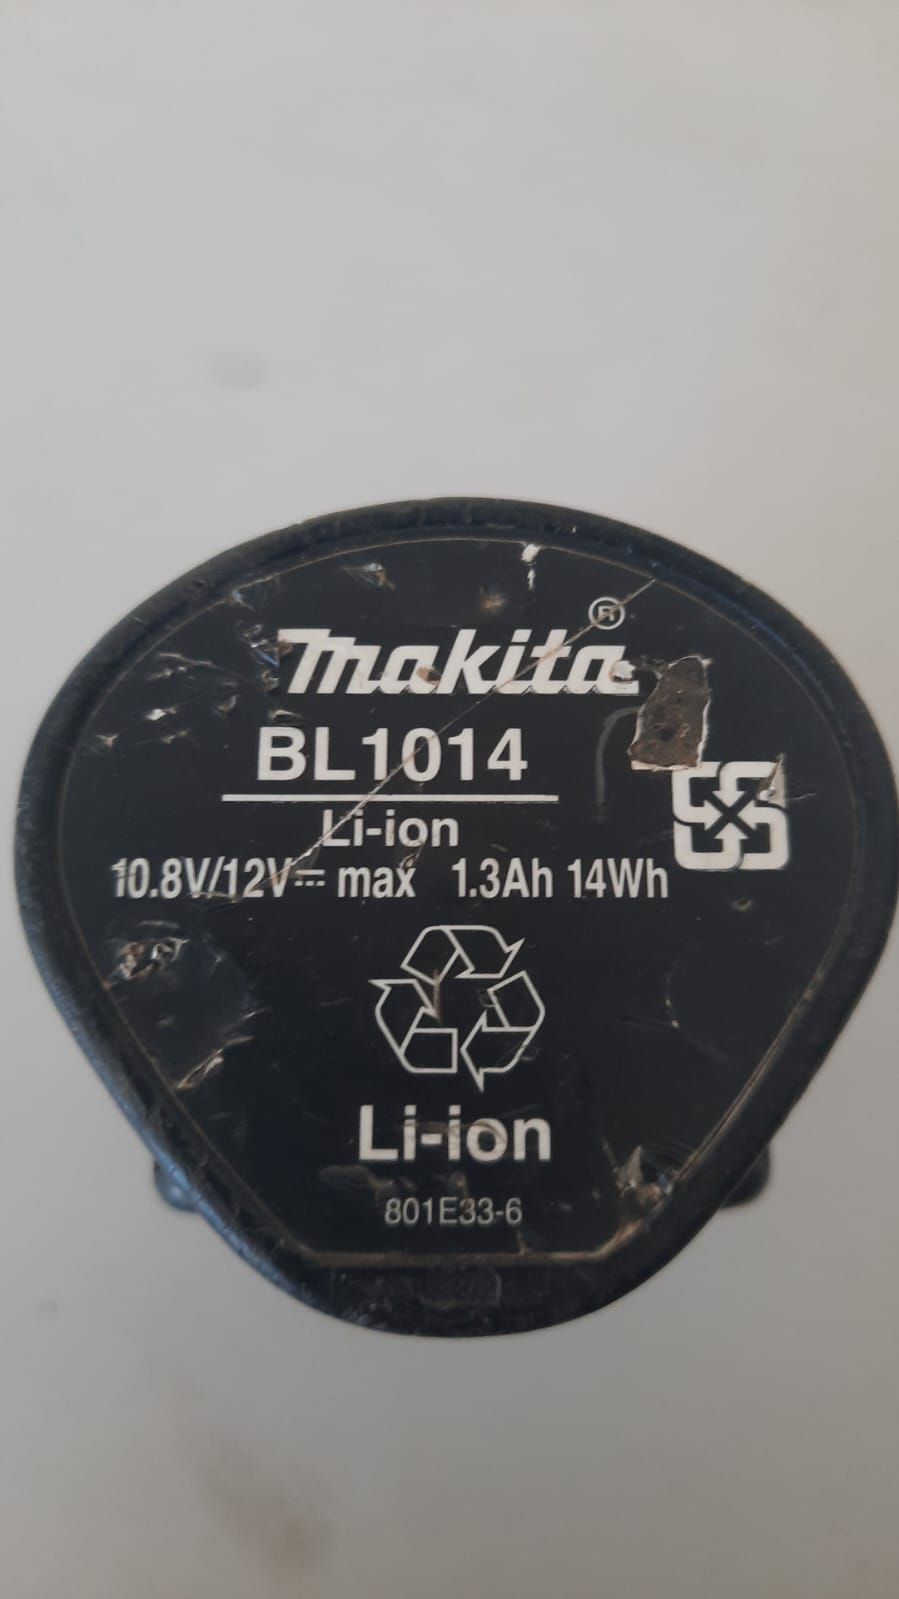 makita®
BL1014
Li-ion
10.8V/12V⎓ max 1.3Ah 14Wh
Li-ion
801E33-6